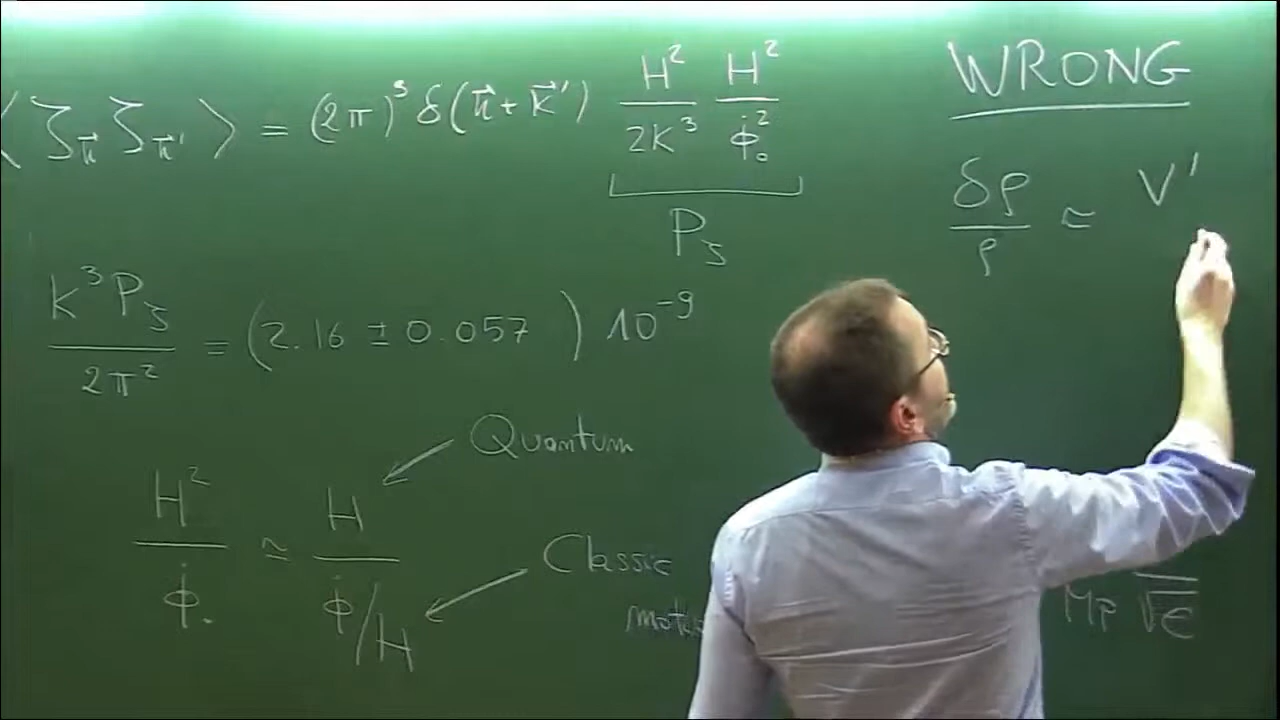 ⟨ ζ_k⃗ ζ_k⃗' ⟩ = (2π)³ δ(k⃗ + k⃗') H²/2k³ H²/φ̇₀²
P_ζ
k³P_ζ/2π² = (2.16 ± 0.057) 10⁻⁹
Quantum
H²/φ̇₀ ≃ H/(φ̇/H)
Classic
WRONG
δρ/ρ ≈ V'
Mp √ϵ